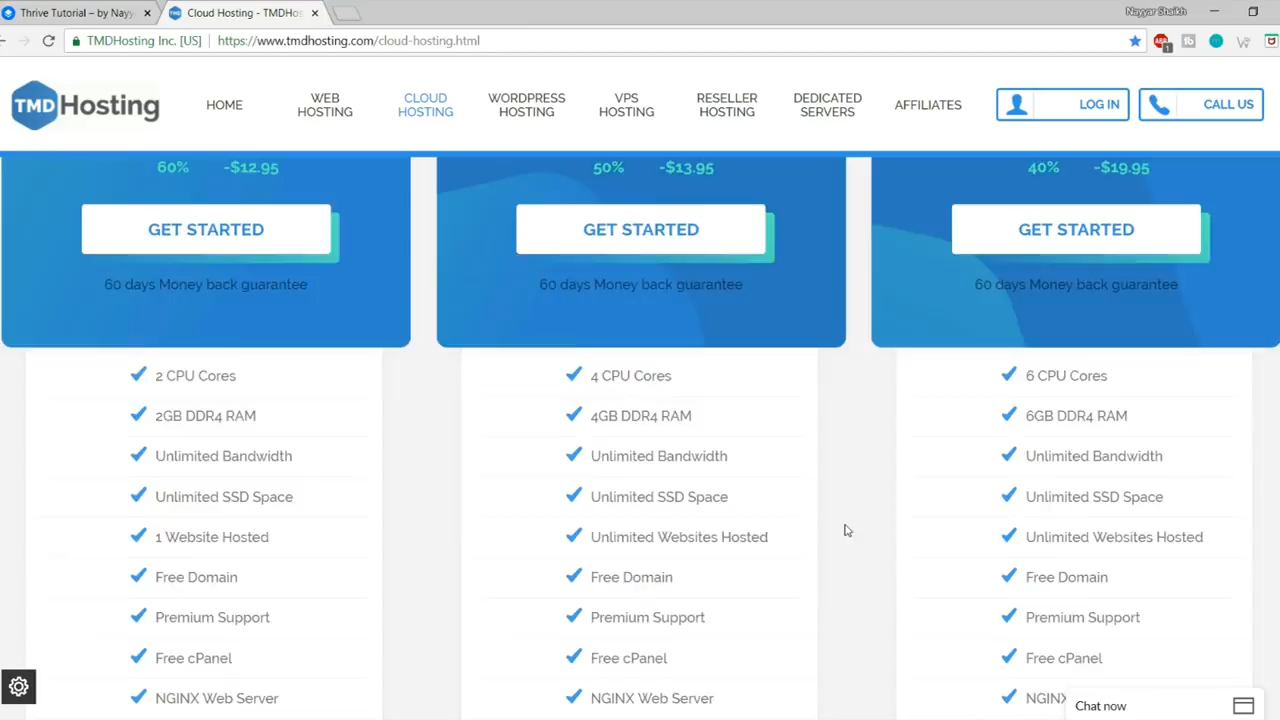 Thrive Tutorial – by Nayy
Cloud Hosting - TMDHos
Nayyar Shaikh
TMDHosting Inc. [US]
https://www.tmdhosting.com/cloud-hosting.html
TMDHosting
HOME
WEB
HOSTING
CLOUD
HOSTING
WORDPRESS
HOSTING
VPS
HOSTING
RESELLER
HOSTING
DEDICATED
SERVERS
AFFILIATES
LOG IN
CALL US
60% -$12.95
GET STARTED
60 days Money back guarantee
2 CPU Cores
2GB DDR4 RAM
Unlimited Bandwidth
Unlimited SSD Space
1 Website Hosted
Free Domain
Premium Support
Free cPanel
NGINX Web Server
50% -$13.95
GET STARTED
60 days Money back guarantee
4 CPU Cores
4GB DDR4 RAM
Unlimited Bandwidth
Unlimited SSD Space
Unlimited Websites Hosted
Free Domain
Premium Support
Free cPanel
NGINX Web Server
40% -$19.95
GET STARTED
60 days Money back guarantee
6 CPU Cores
6GB DDR4 RAM
Unlimited Bandwidth
Unlimited SSD Space
Unlimited Websites Hosted
Free Domain
Premium Support
Free cPanel
NGINX
Chat now